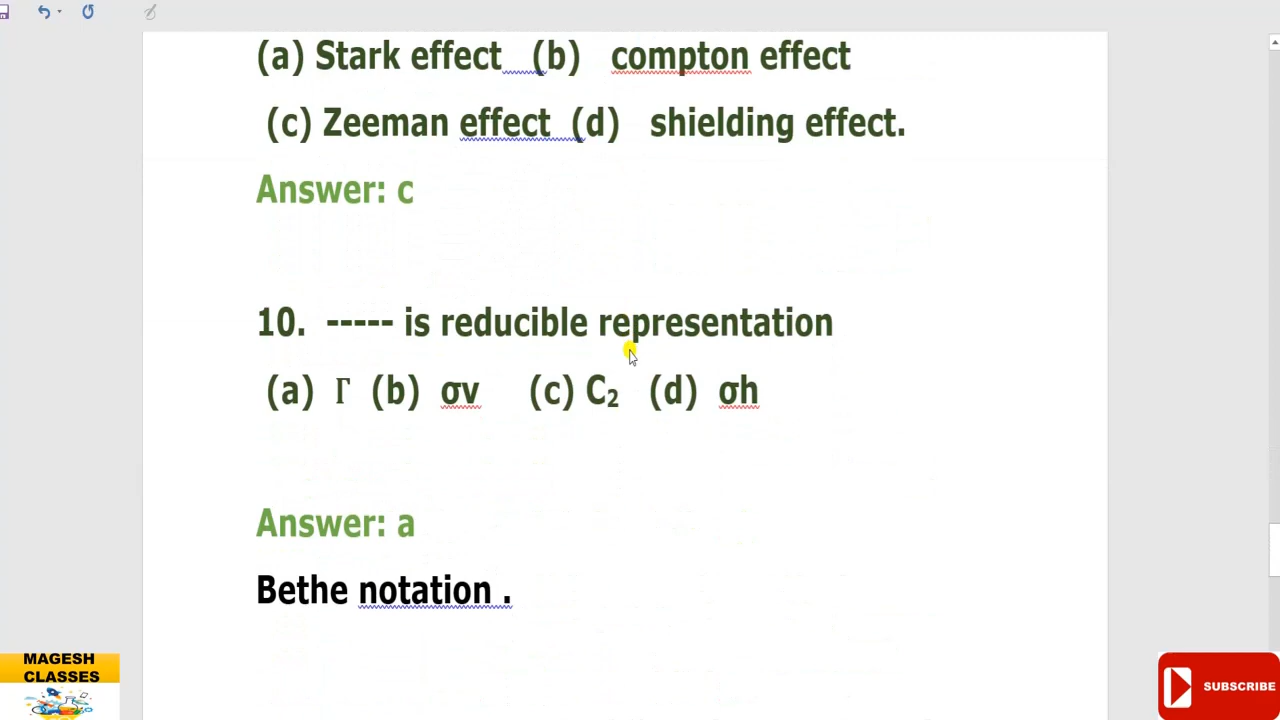 (a) Stark effect (b) compton effect
(c) Zeeman effect (d) shielding effect.
Answer: c
10. ----- is reducible representation
(a) Γ (b) σv (c) C₂ (d) σh
Answer: a
Bethe notation .
MAGESH
CLASSES
SUBSCRIBE